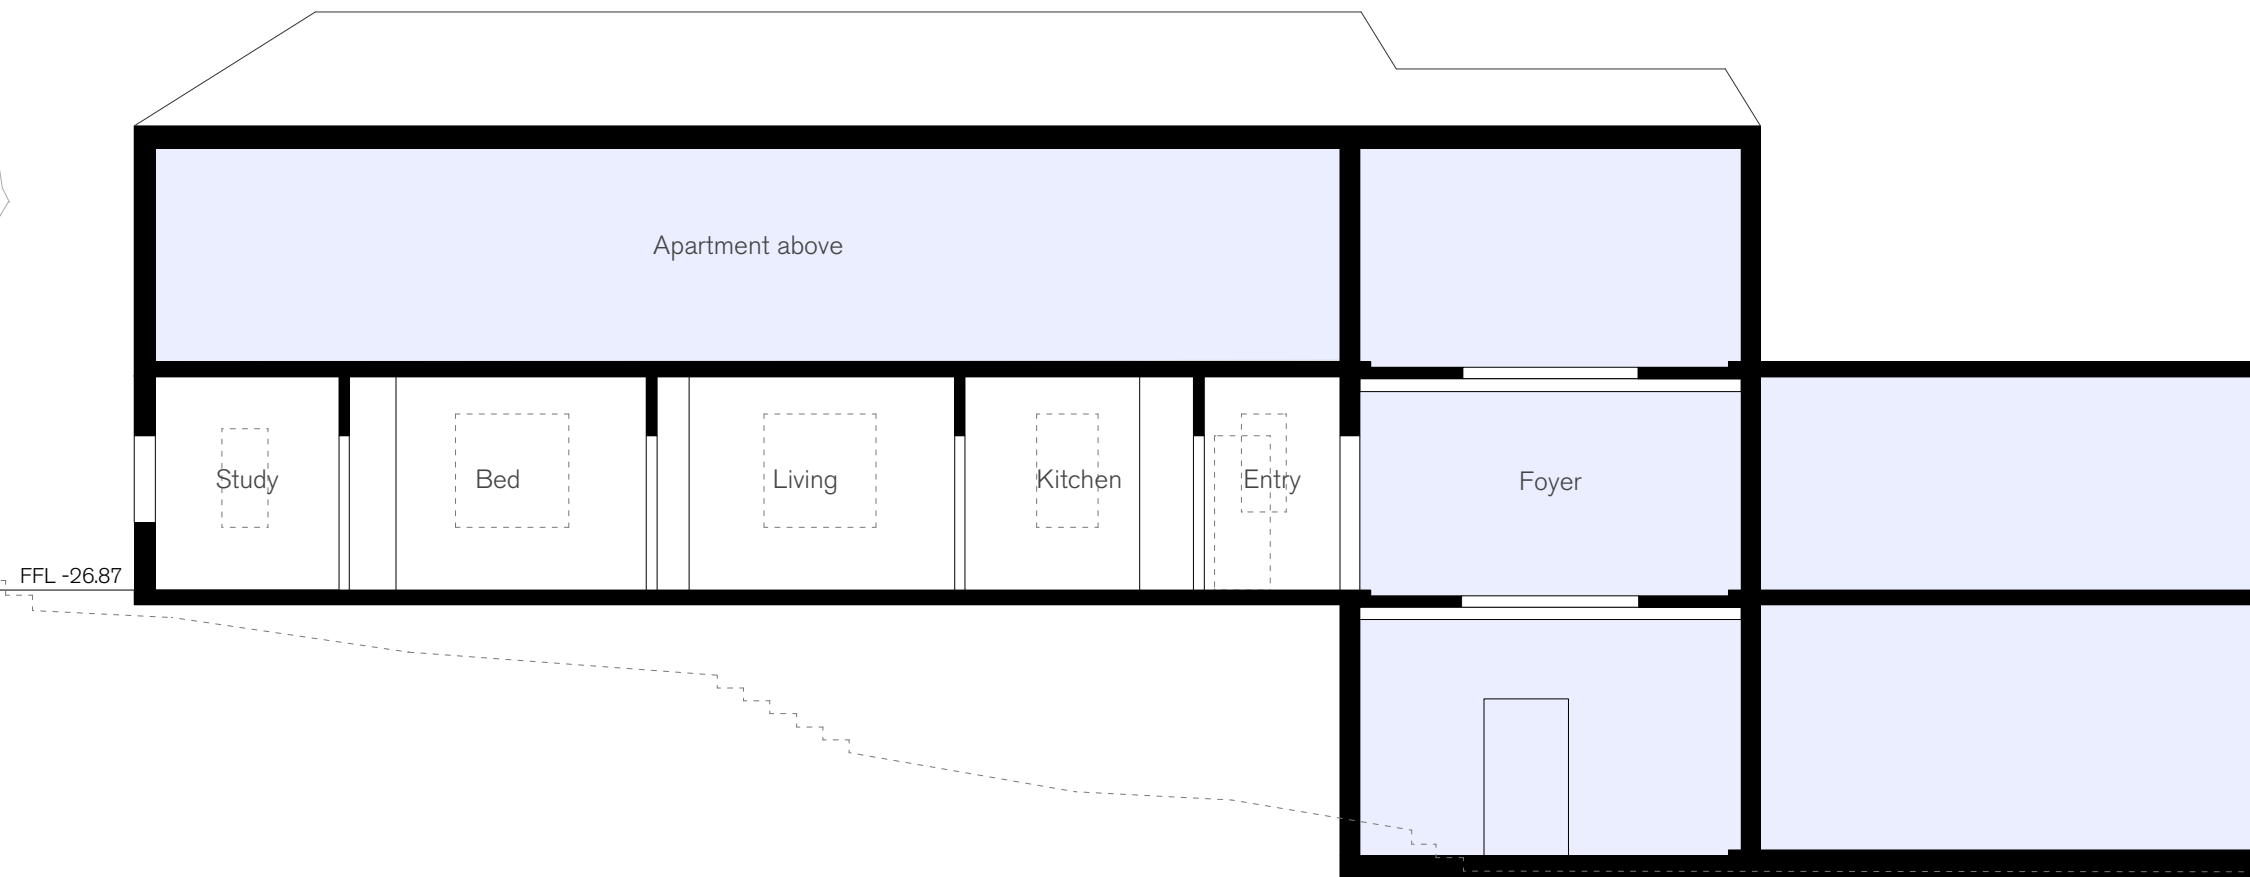 Apartment above
Study
Bed
Living
Kitchen
Entry
Foyer
FFL -26.87